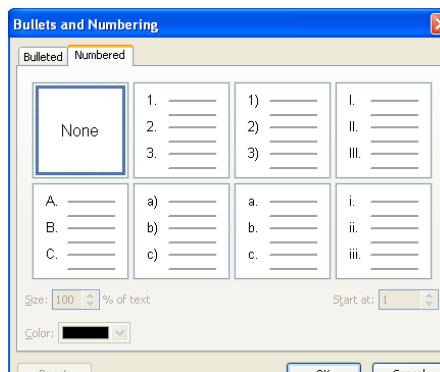 Bullets and Numbering
Bulleted Numbered
None
1.
2.
3.
1)
2)
3)
I.
II.
III.
A.
B.
C.
a)
b)
c)
a.
b.
c.
i.
ii.
iii.
Size: 100 % of text
Start at: 1
Color: